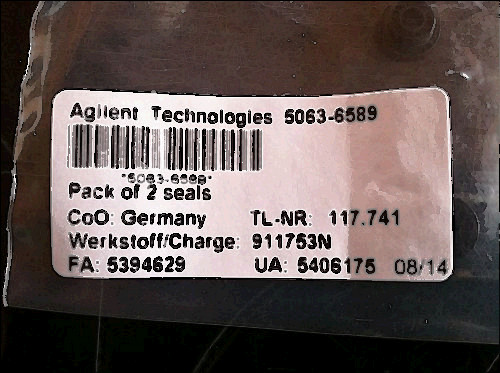 Agilent Technologies 5063-6589
*5063-6589*
Pack of 2 seals
CoO: Germany TL-NR: 117.741
Werkstoff/Charge: 911753N
FA: 5394629 UA: 5406175 08/14